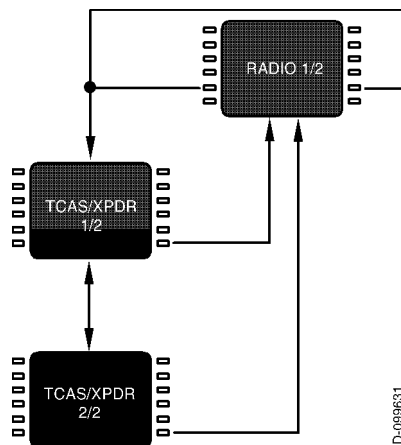 RADIO 1/2
TCAS/XPDR
1/2
TCAS/XPDR
2/2
D-099631